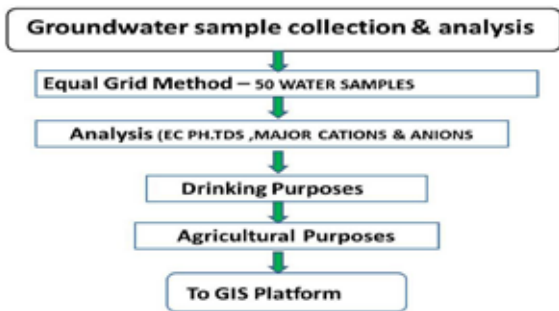 Groundwater sample collection & analysis
Equal Grid Method – 50 WATER SAMPLES
Analysis (EC PH.TDS ,MAJOR CATIONS & ANIONS
Drinking Purposes
Agricultural Purposes
To GIS Platform